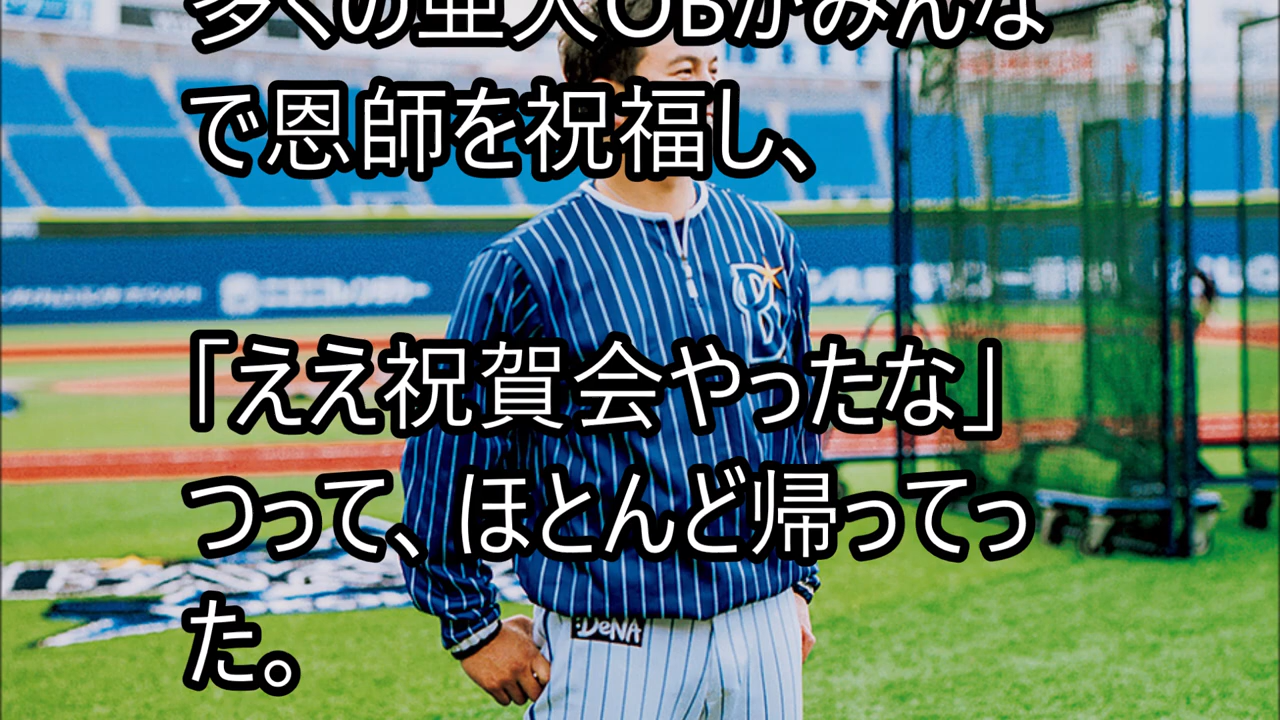 多くの亜大OBがみんな
で恩師を祝福し、
「ええ祝賀会やったな」
つって、ほとんど帰ってっ
た。
DeNA